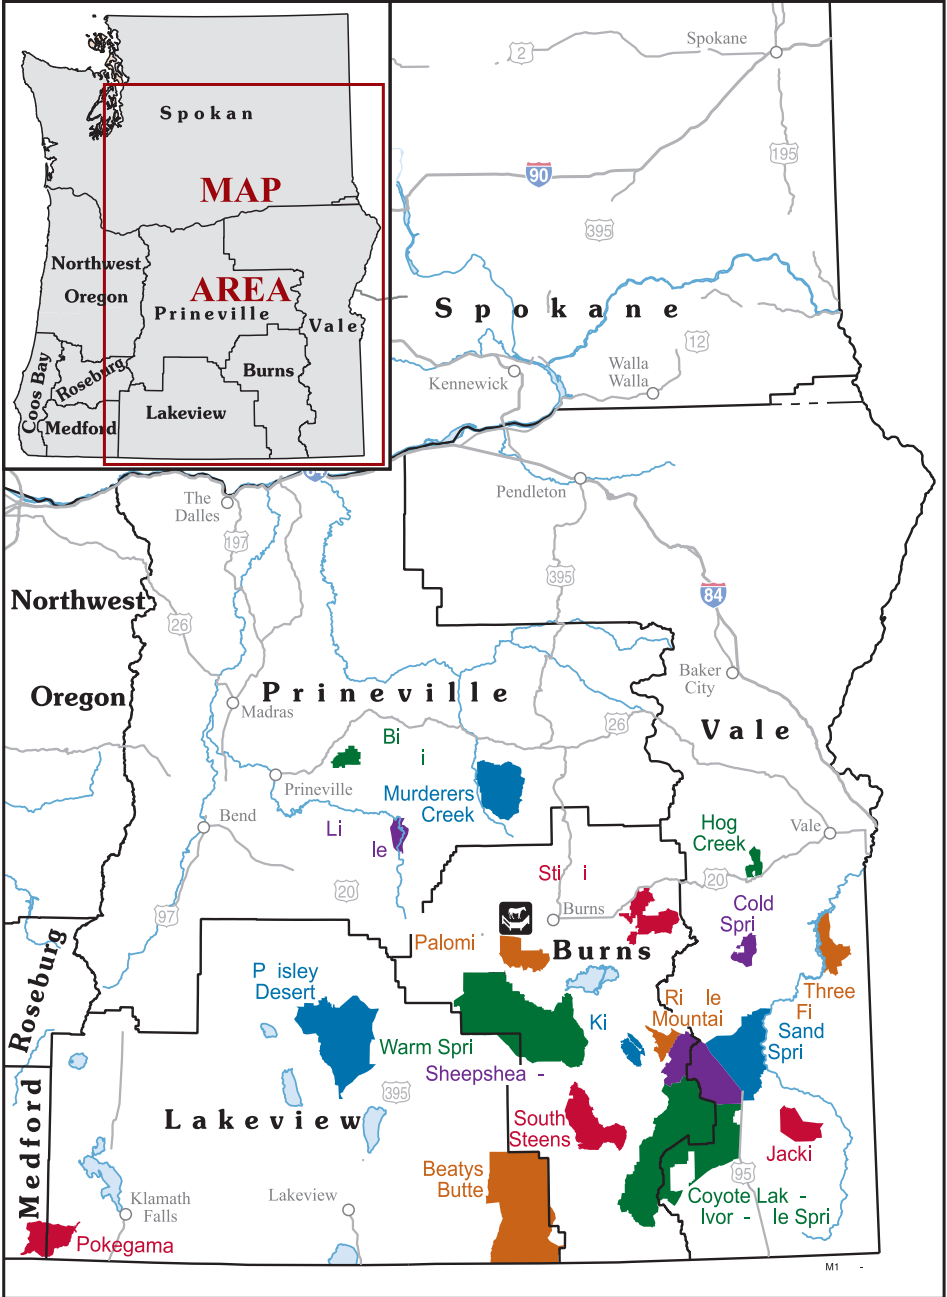 Spokan
MAP
AREA
Northwest
Oregon
Prineville
Vale
Burns
Roseburg
Coos Bay
Lakeview
Medford
Spokane
2
195
90
395
Spokane
12
Walla
Walla
Kennewick
Pendleton
The
Dalles
197
395
84
Northwest
26
Oregon
Baker
City
Prineville
Madras
26
Vale
Bi
i
Prineville
Murderers
Creek
Bend
Li
le
Hog
Creek
Vale
20
Sti i
20
97
Burns
Cold
Spri
Palomi
Burns
Roseburg
P isley
Desert
Ri le
Mountai
Three
Fi
Ki
Sand
Spri
Warm Spri
Sheepshea -
395
Lakeview
South
Steens
Jacki
Medford
Beatys
Butte
95
Klamath
Falls
Lakeview
Coyote Lak -
Ivor - le Spri
Pokegama
M1 -